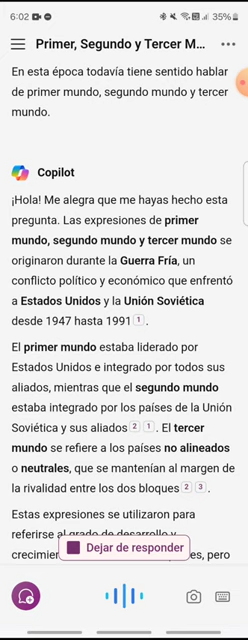 6:02 35%
Primer, Segundo y Tercer M...
En esta época todavía tiene sentido hablar
de primer mundo, segundo mundo y tercer
mundo.
Copilot
¡Hola! Me alegra que me hayas hecho esta
pregunta. Las expresiones de primer
mundo, segundo mundo y tercer mundo se
originaron durante la Guerra Fría, un
conflicto político y económico que enfrentó
a Estados Unidos y la Unión Soviética
desde 1947 hasta 1991 1.
El primer mundo estaba liderado por
Estados Unidos e integrado por todos sus
aliados, mientras que el segundo mundo
estaba integrado por los países de la Unión
Soviética y sus aliados 2 1. El tercer
mundo se refiere a los países no alineados
o neutrales, que se mantenían al margen de
la rivalidad entre los dos bloques 2 3.
Estas expresiones se utilizaron para
referirse al grado de desarrollo y
Dejar de responder
pero